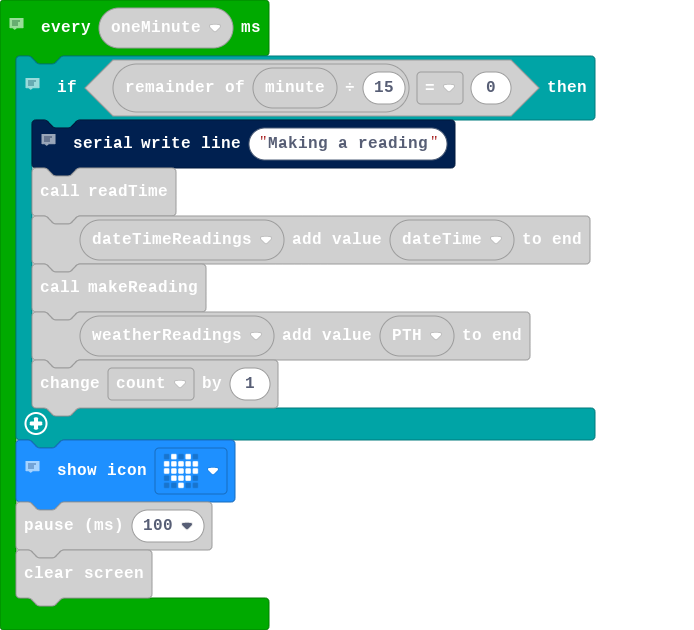 every oneMinute ms
if remainder of minute ÷ 15 = 0 then
serial write line "Making a reading"
call readTime
dateTimeReadings add value dateTime to end
call makeReading
weatherReadings add value PTH to end
change count by 1
show icon
pause (ms) 100
clear screen